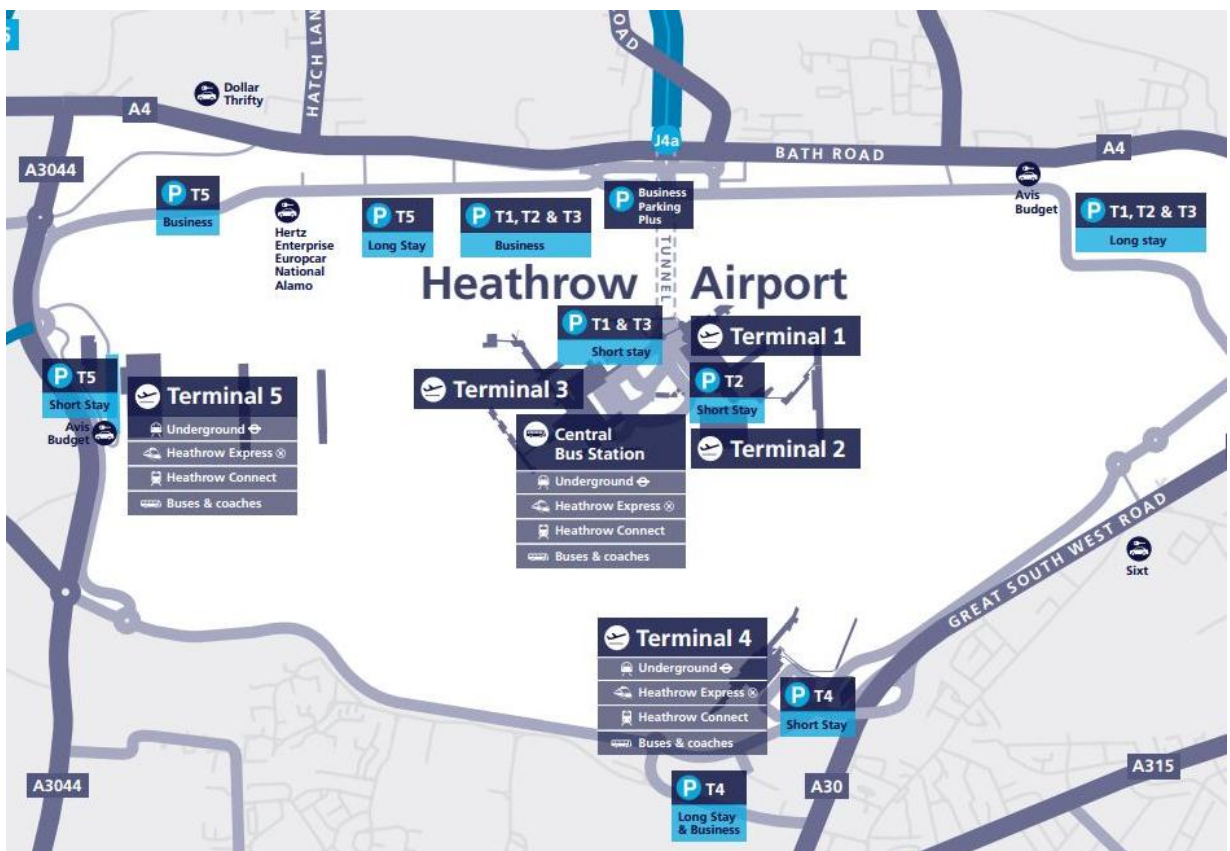 HATCH LAN
OAD
Dollar
Thrifty
A4
J4a
BATH ROAD
A4
A3044
P T5
Business
Hertz
Enterprise
Europcar
National
Alamo
P T5
Long Stay
P T1, T2 & T3
Business
P Business
Parking
Plus
Avis
Budget
P T1, T2 & T3
Long stay
TUNNEL
Heathrow Airport
P T1 & T3
Short stay
Terminal 1
P T5
Short Stay
Avis
Budget
Terminal 5
Underground
Heathrow Express
Heathrow Connect
Buses & coaches
Terminal 3
P T2
Short Stay
Central
Bus Station
Underground
Heathrow Express
Heathrow Connect
Buses & coaches
Terminal 2
GREAT SOUTH WEST ROAD
Sixt
Terminal 4
Underground
Heathrow Express
Heathrow Connect
Buses & coaches
P T4
Short Stay
P T4
Long Stay
& Business
A3044
A30
A315